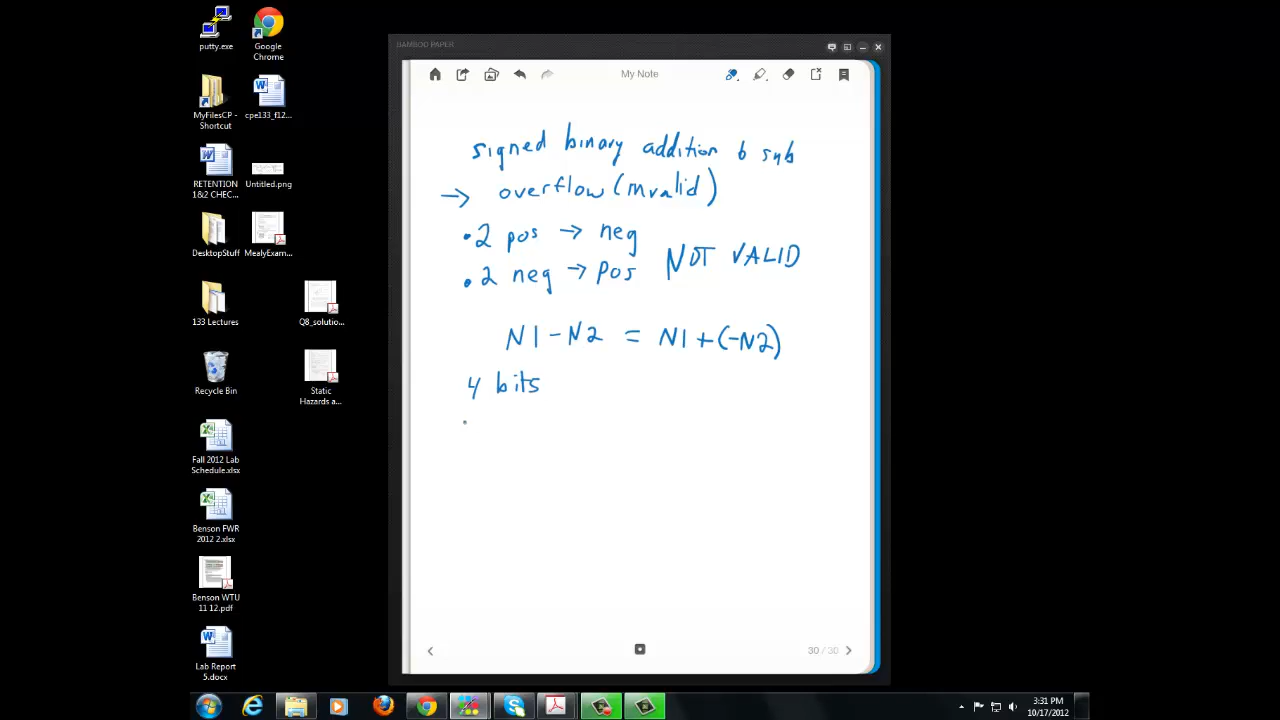 putty.exe
Google
Chrome
MyFilesCP -
Shortcut
cpe133_f12...
RETENTION
1&2 CHEC...
Untitled.png
DesktopStuff
MealyExam...
133 Lectures
Q8_solutio...
Recycle Bin
Static
Hazards a...
Fall 2012 Lab
Schedule.xlsx
Benson FWR
2012 2.xlsx
Benson WTU
11 12.pdf
Lab Report
5.docx
BAMBOO PAPER
My Note
signed binary addition & sub
→ overflow (invalid)
• 2 pos → neg
• 2 neg → pos NOT VALID
N1 - N2 = N1 + (-N2)
4 bits
30 / 30
3:31 PM
10/17/2012